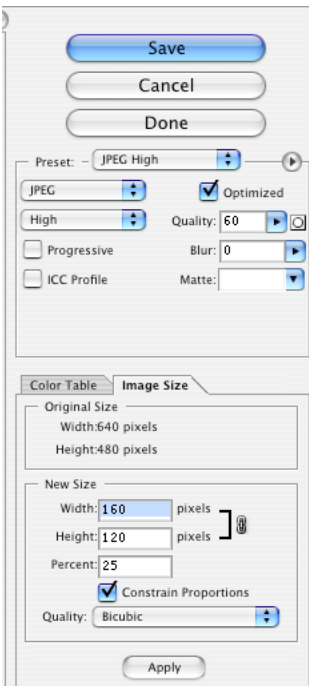 Save
Cancel
Done
Preset: JPEG High
JPEG Optimized
High Quality: 60
Progressive Blur: 0
ICC Profile Matte:
Color Table Image Size
Original Size
Width:640 pixels
Height:480 pixels
New Size
Width: 160 pixels
Height: 120 pixels
Percent: 25
Constrain Proportions
Quality: Bicubic
Apply